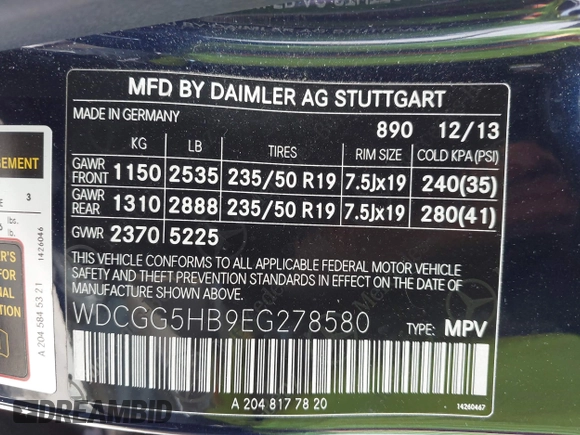 MFD BY DAIMLER AG STUTTGART
MADE IN GERMANY
890 12/13
KG LB TIRES RIM SIZE COLD KPA (PSI)
GAWR FRONT 1150 2535 235/50 R19 7.5Jx19 240(35)
GAWR REAR 1310 2888 235/50 R19 7.5Jx19 280(41)
GWR 2370 5225
THIS VEHICLE CONFORMS TO ALL APPLICABLE FEDERAL MOTOR VEHICLE
SAFETY AND THEFT PREVENTION STANDARDS IN EFFECT ON THE DATE
OF MANUFACTURE SHOWN ABOVE.
WDCGG5HB9EG278580
TYPE: MPV
A 204 817 78 20
14260467
EMENT
3
lbs.
1426046
A 204 584 53 21
DREAMBID